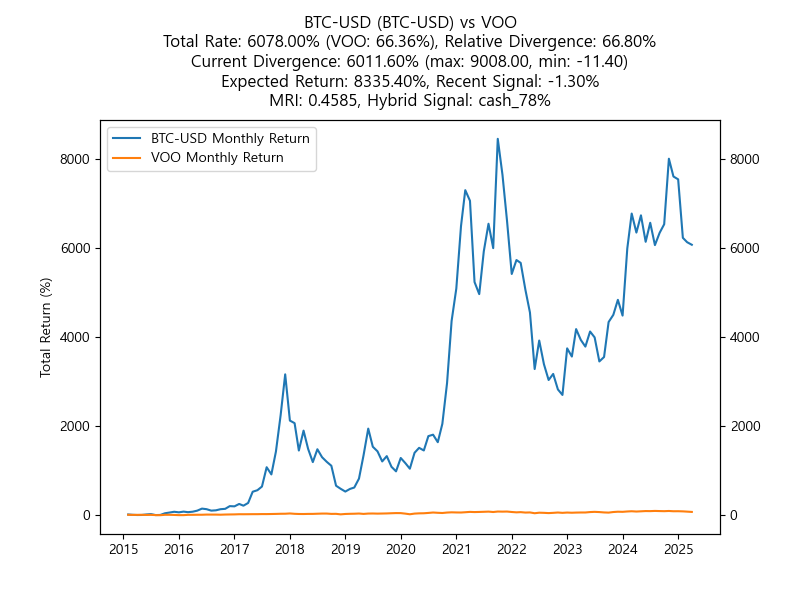 BTC-USD (BTC-USD) vs VOO
Total Rate: 6078.00% (VOO: 66.36%), Relative Divergence: 66.80%
Current Divergence: 6011.60% (max: 9008.00, min: -11.40)
Expected Return: 8335.40%, Recent Signal: -1.30%
MRI: 0.4585, Hybrid Signal: cash_78%
BTC-USD Monthly Return
VOO Monthly Return
Total Return (%)
8000
6000
4000
2000
0
8000
6000
4000
2000
0
2015 2016 2017 2018 2019 2020 2021 2022 2023 2024 2025